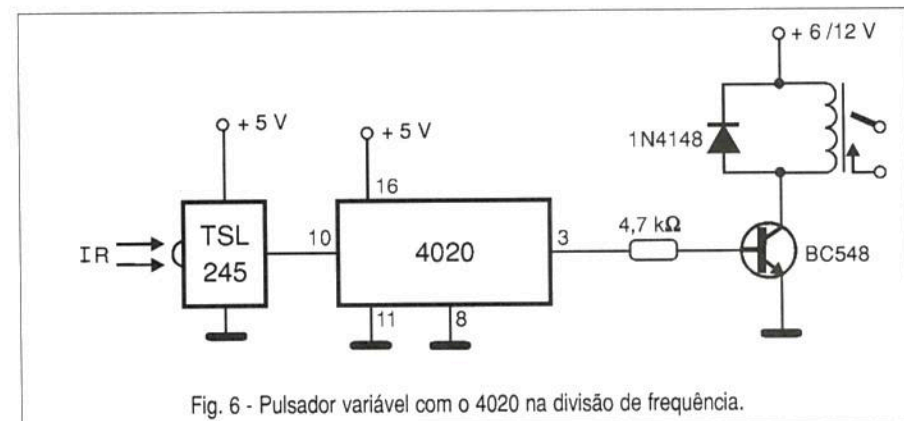 + 6 /12 V
+ 5 V
+ 5 V
1N4148
16
TSL
245
IR
10
4020
3
4,7 kΩ
BC548
11
8
Fig. 6 - Pulsador variável com o 4020 na divisão de frequência.